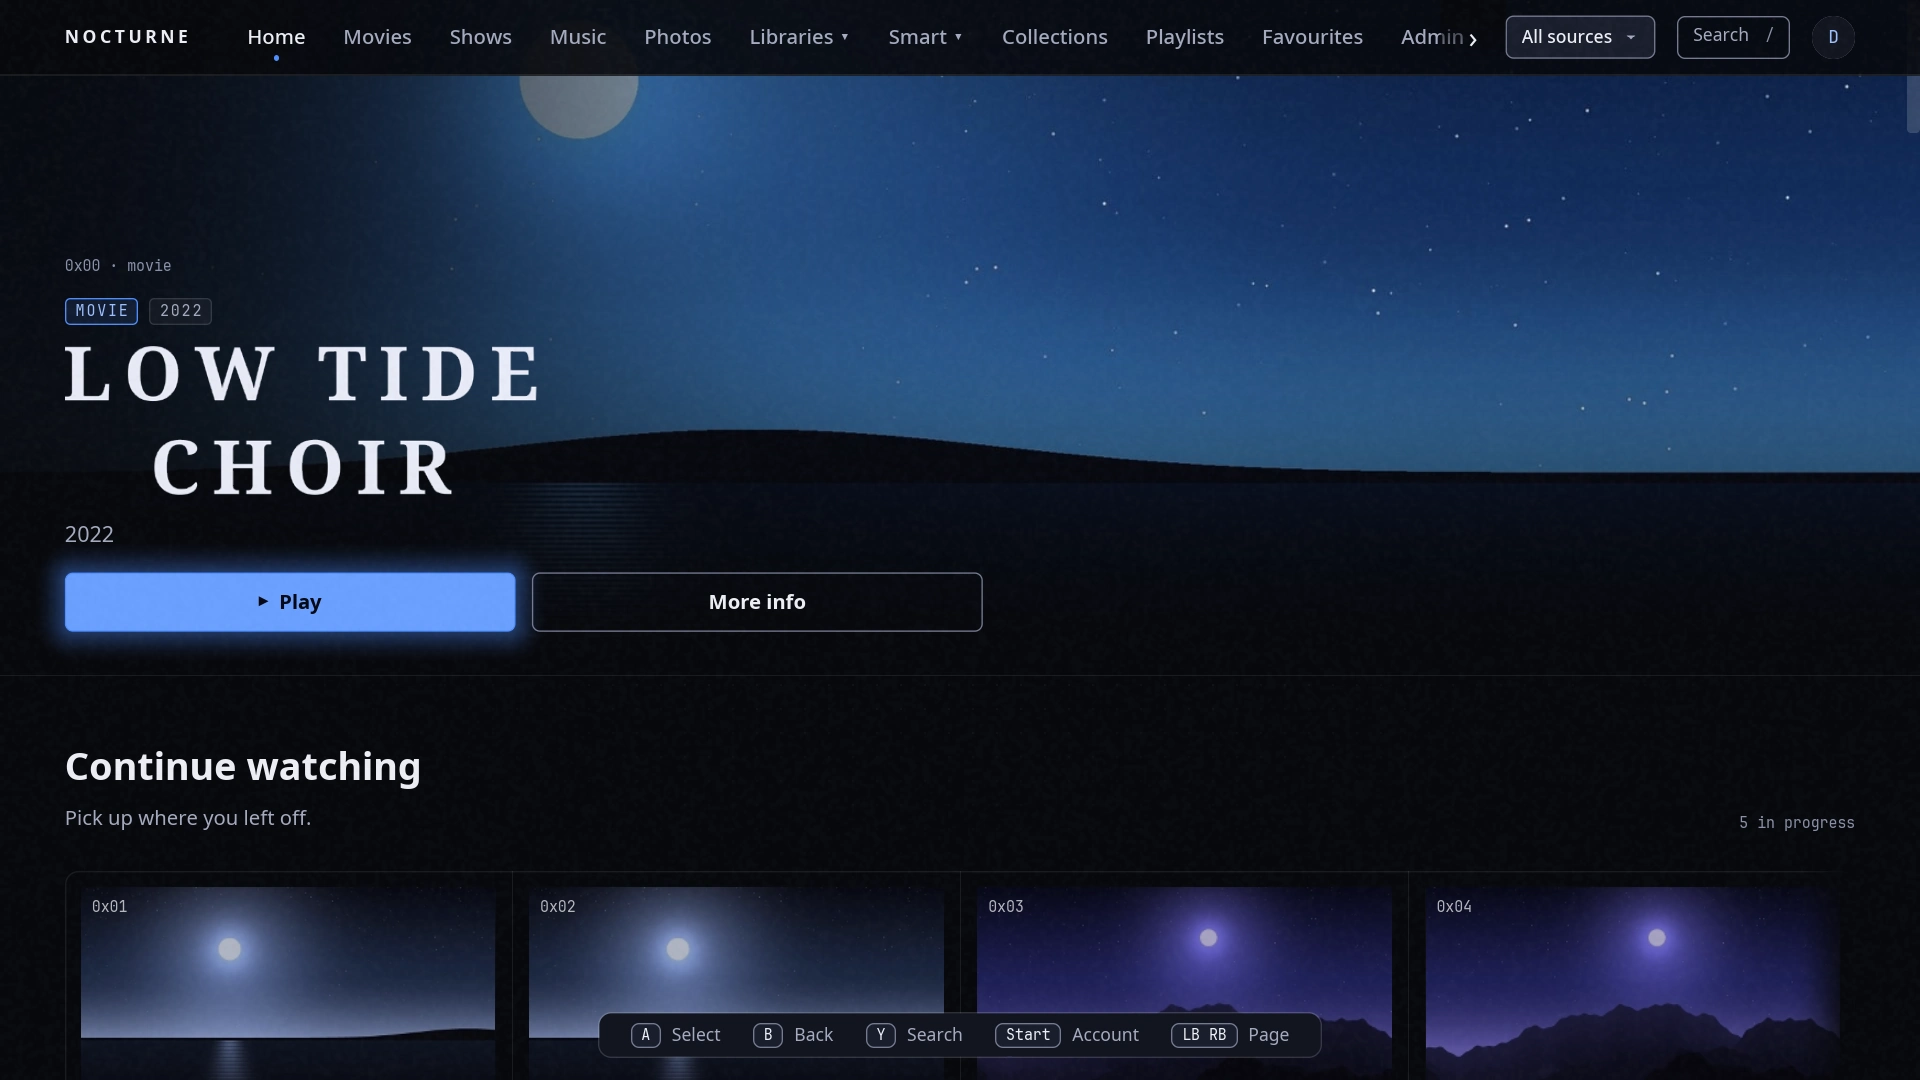 NOCTURNE Home Movies Shows Music Photos Libraries ▾ Smart ▾ Collections Playlists Favourites Admin › All sources Search / D
0x00 · movie
MOVIE 2022
LOW TIDE
CHOIR
2022
▶ Play More info
Continue watching
Pick up where you left off.
5 in progress
0x01 0x02 0x03 0x04
A Select B Back Y Search Start Account LB RB Page